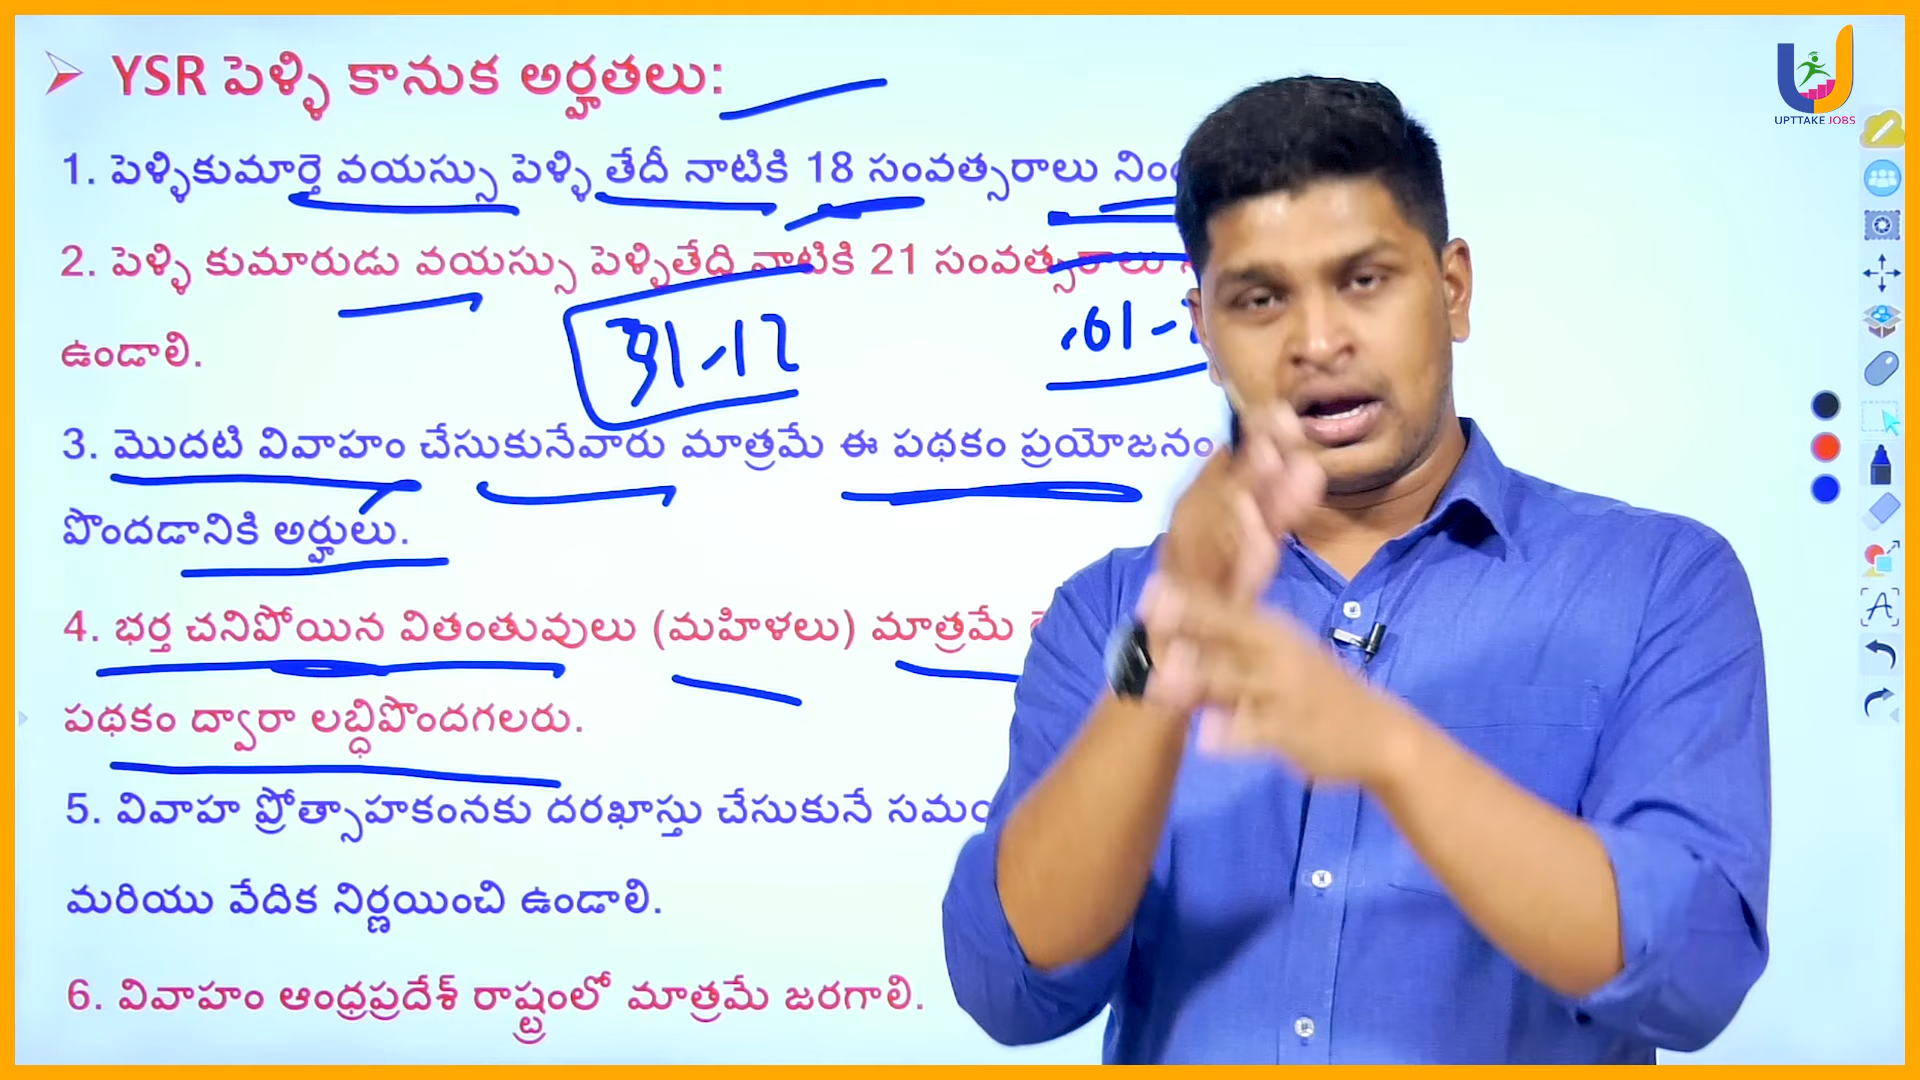 YSR పెళ్ళి కానుక అర్హతలు:
UPTTAKE JOBS
1. పెళ్ళికుమార్తె వయస్సు పెళ్ళి తేదీ నాటికి 18 సంవత్సరాలు
2. పెళ్ళి కుమారుడు వయస్సు పెళ్ళితేది నాటికి 21 సంవత్సరాలు
ఉండాలి.
31-12
3. మొదటి వివాహం చేసుకునేవారు మాత్రమే ఈ పథకం ప్రయోజనం
పొందడానికి అర్హులు.
4. భర్త చనిపోయిన వితంతువులు (మహిళలు) మాత్రమే
పథకం ద్వారా లబ్ధిపొందగలరు.
5. వివాహ ప్రోత్సాహకంనకు దరఖాస్తు చేసుకునే
మరియు వేదిక నిర్ణయించి ఉండాలి.
6. వివాహం ఆంధ్రప్రదేశ్ రాష్ట్రంలో మాత్రమే జరగాలి.